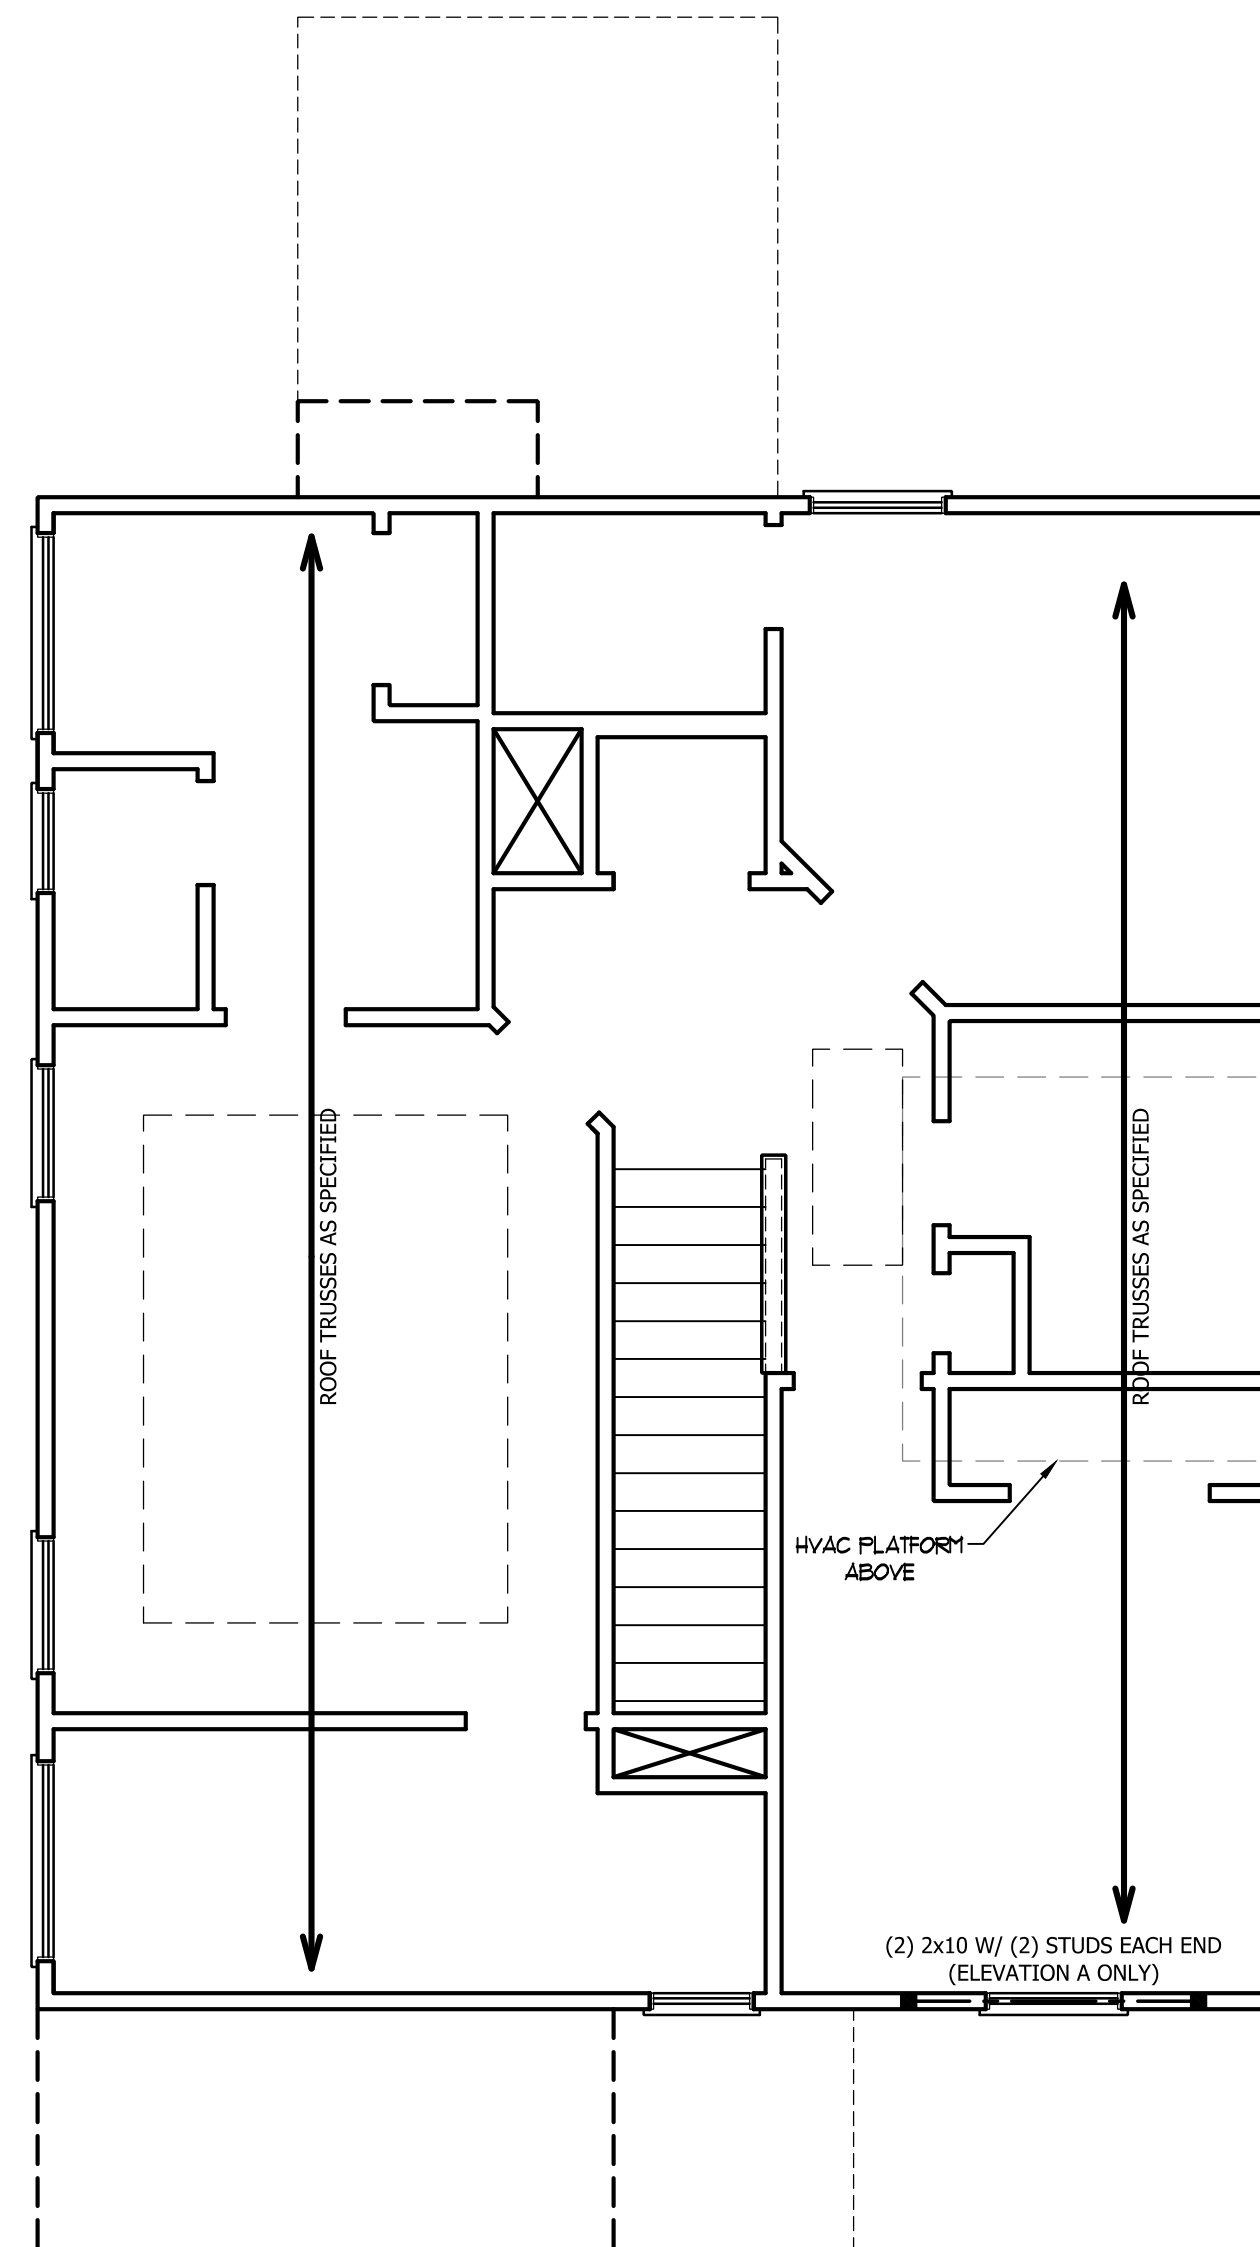 ROOF TRUSSES AS SPECIFIED
ROOF TRUSSES AS SPECIFIED
HVAC PLATFORM
ABOVE
(2) 2x10 W/ (2) STUDS EACH END
(ELEVATION A ONLY)